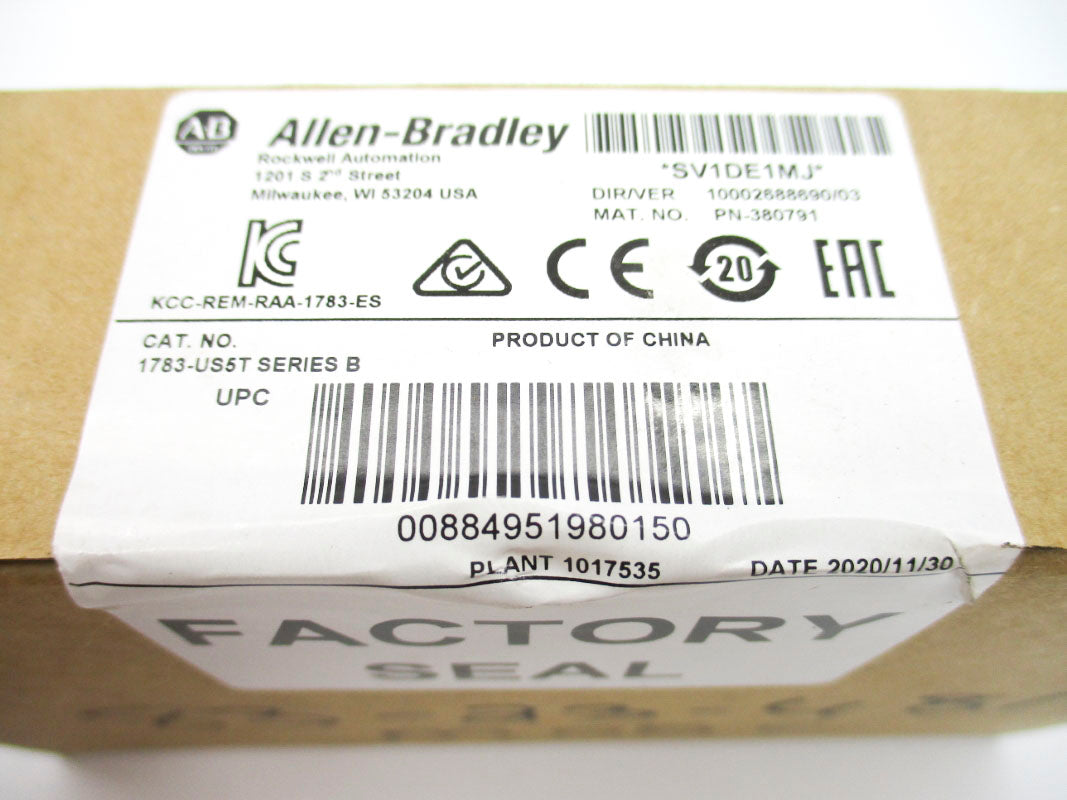 AB
Allen-Bradley
Rockwell Automation
1201 S 2nd Street
Milwaukee, WI 53204 USA
*SV1DE1MJ*
DIR/VER 10002688690/03
MAT. NO. PN-380791
KCC-REM-RAA-1783-ES
CE
20
EAC
CAT. NO.
1783-US5T SERIES B
PRODUCT OF CHINA
UPC
00884951980150
PLANT 1017535
DATE 2020/11/30
FACTORY
SEAL